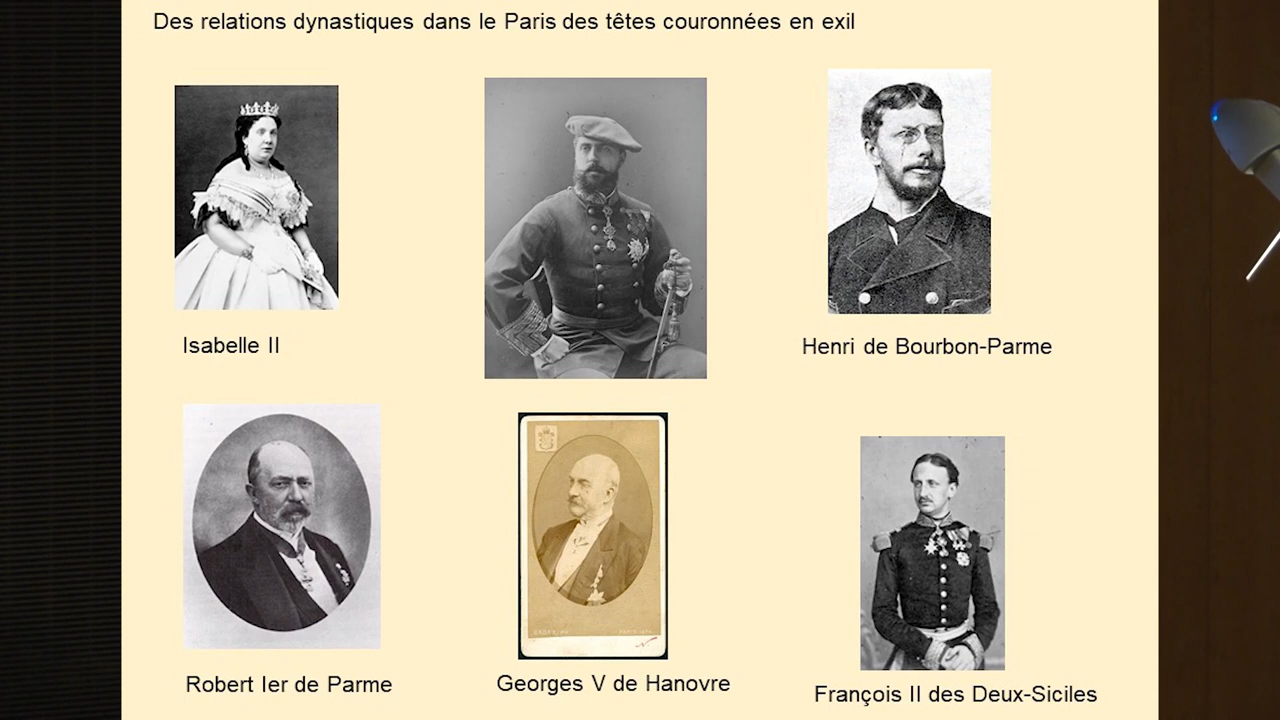 Des relations dynastiques dans le Paris des têtes couronnées en exil
Isabelle II
Henri de Bourbon-Parme
Robert Ier de Parme
Georges V de Hanovre
François II des Deux-Siciles